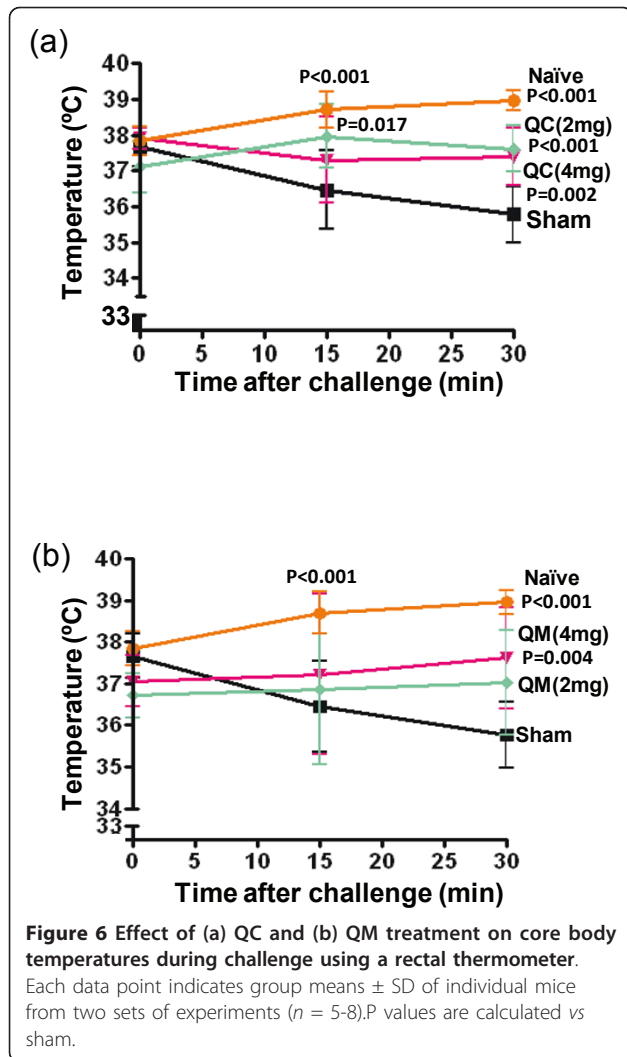 (a)
Temperature (ºC)
40
39
38
37
36
35
34
33
P<0.001
P=0.017
Naïve
P<0.001
QC(2mg)
P<0.001
QC(4mg)
P=0.002
Sham
0 5 10 15 20 25 30
Time after challenge (min)
(b)
Temperature (ºC)
40
39
38
37
36
35
34
33
P<0.001
Naïve
P<0.001
QM(4mg)
P=0.004
QM(2mg)
Sham
0 5 10 15 20 25 30
Time after challenge (min)
Figure 6 Effect of (a) QC and (b) QM treatment on core body
temperatures during challenge using a rectal thermometer.
Each data point indicates group means ± SD of individual mice
from two sets of experiments (n = 5-8).P values are calculated vs
sham.